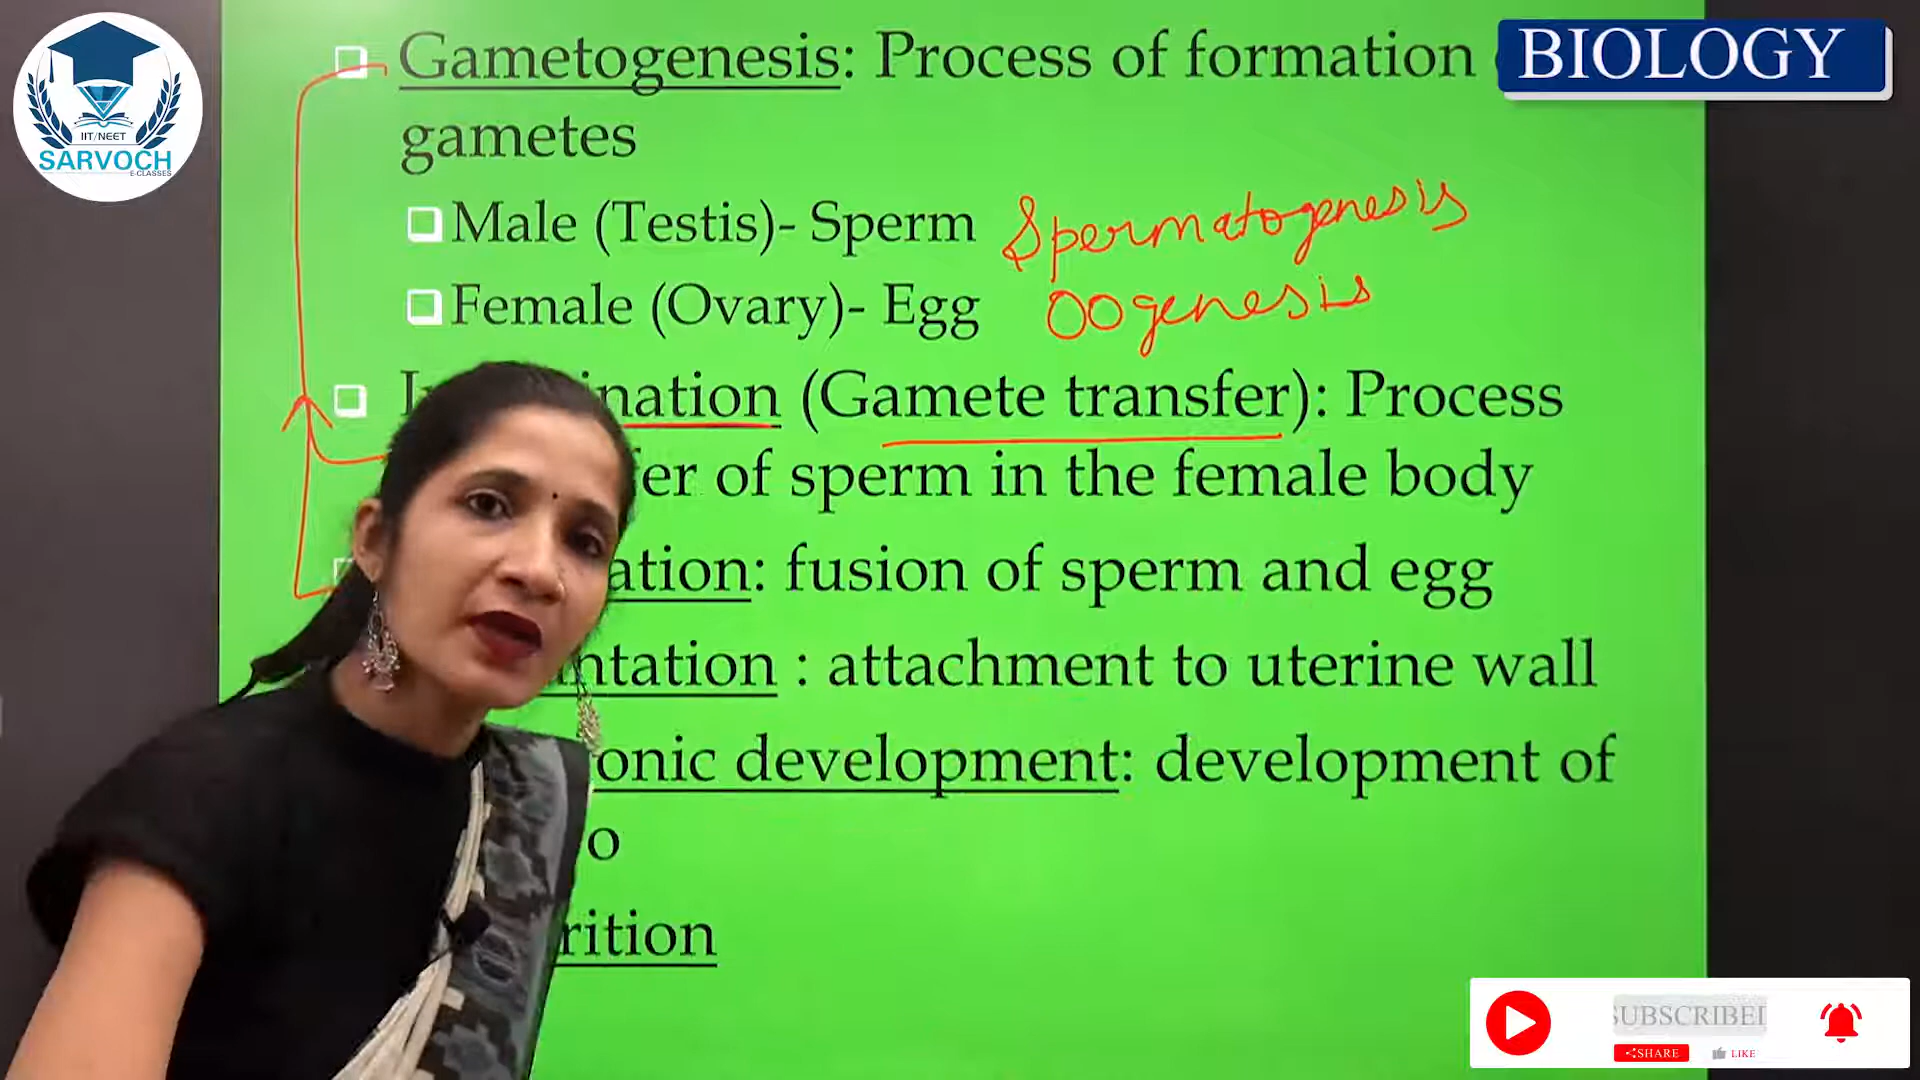 Gametogenesis: Process of formation
BIOLOGY
gametes
IIT/NEET
SARVOCH
E-CLASSES
Male (Testis)- Sperm Spermatogenesis
Female (Ovary)- Egg Oogenesis
(Gamete transfer): Process
of sperm in the female body
: fusion of sperm and egg
: attachment to uterine wall
development: development of
SHARE
LIKE